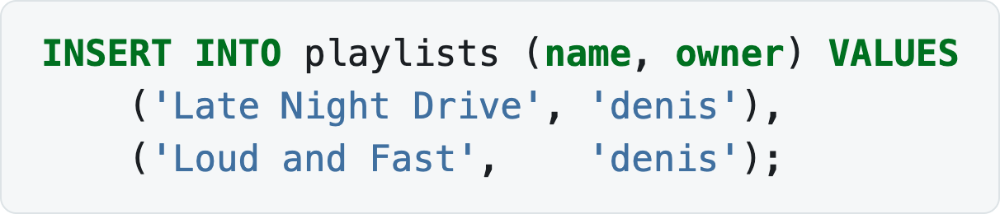 INSERT INTO playlists (name, owner) VALUES
    ('Late Night Drive', 'denis'),
    ('Loud and Fast',    'denis');